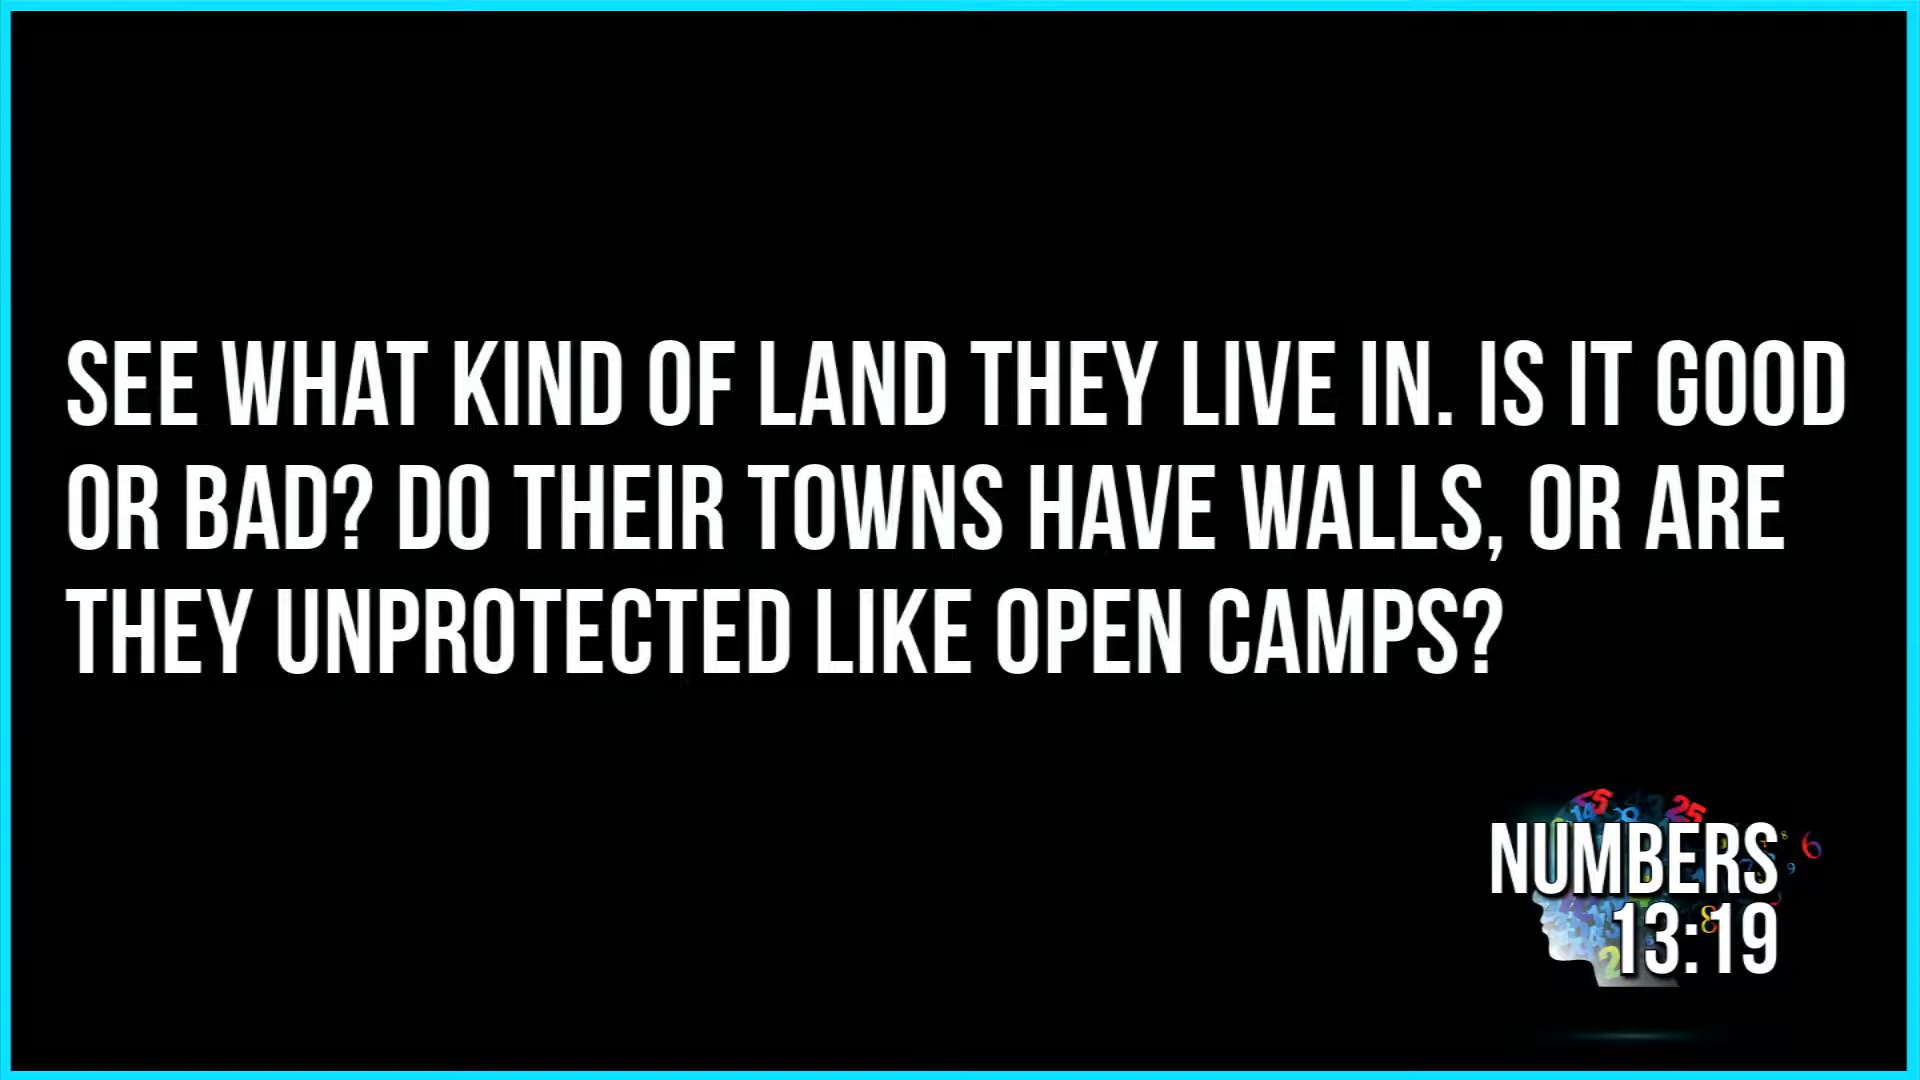 SEE WHAT KIND OF LAND THEY LIVE IN. IS IT GOOD
OR BAD? DO THEIR TOWNS HAVE WALLS, OR ARE
THEY UNPROTECTED LIKE OPEN CAMPS?
NUMBERS
13:19